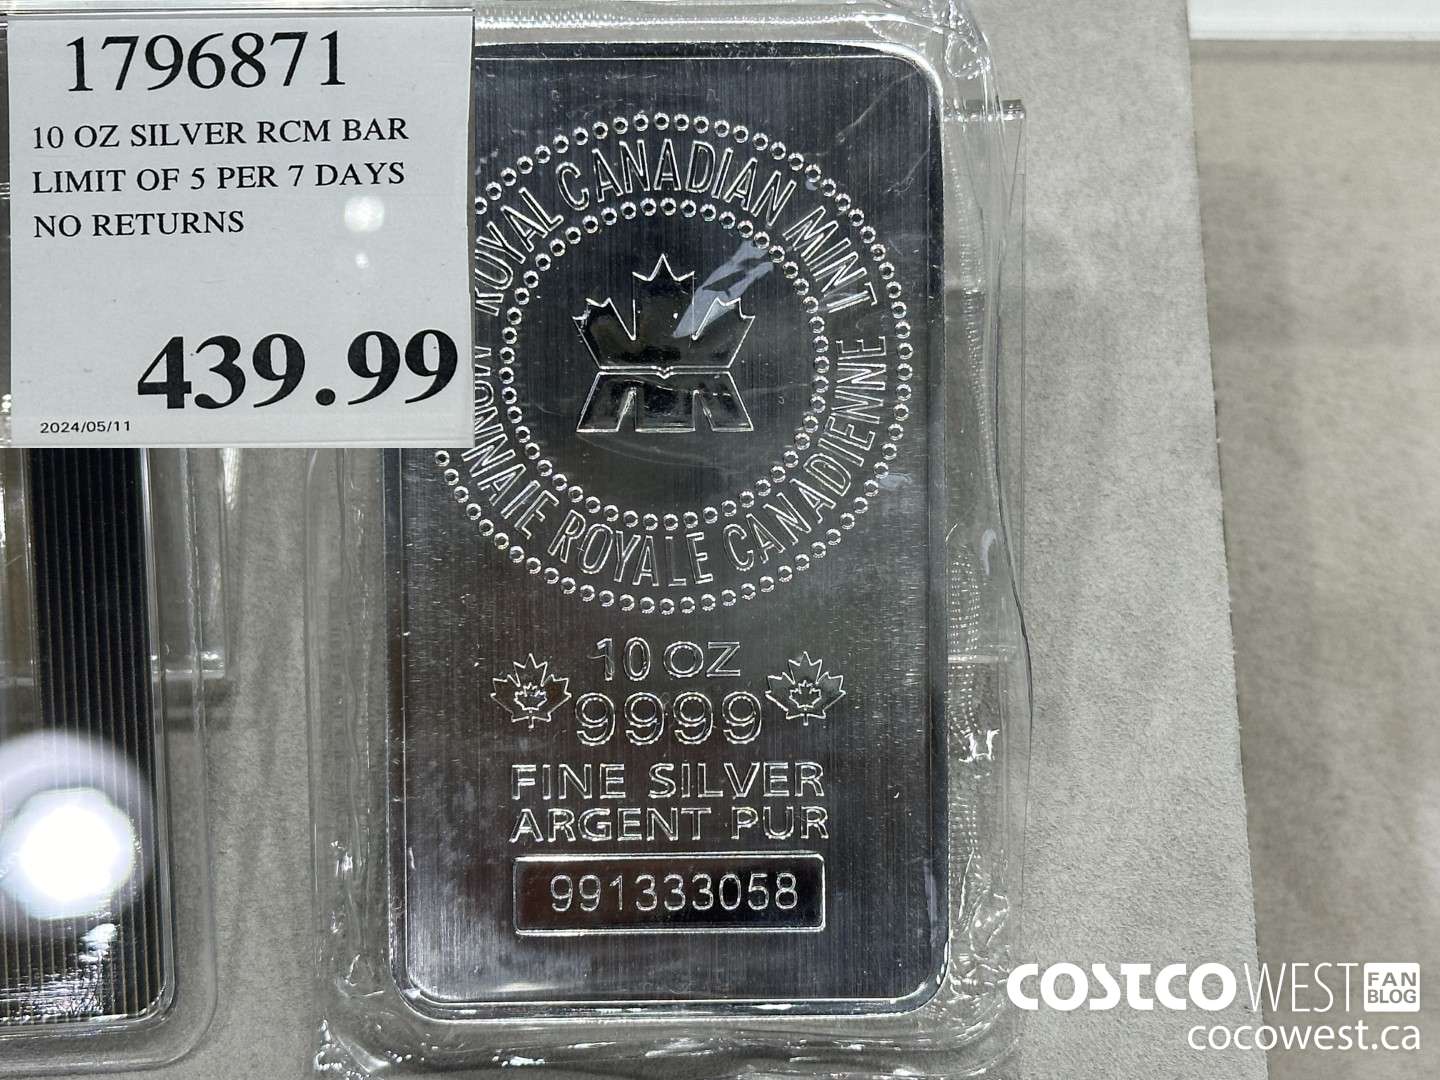 1796871
10 OZ SILVER RCM BAR
LIMIT OF 5 PER 7 DAYS
NO RETURNS
439.99
2024/05/11
ROYAL CANADIAN MINT
MONNAIE ROYALE CANADIENNE
10 OZ
9999
FINE SILVER
ARGENT PUR
991333058
COSTCO WEST FAN BLOG
cocowest.ca